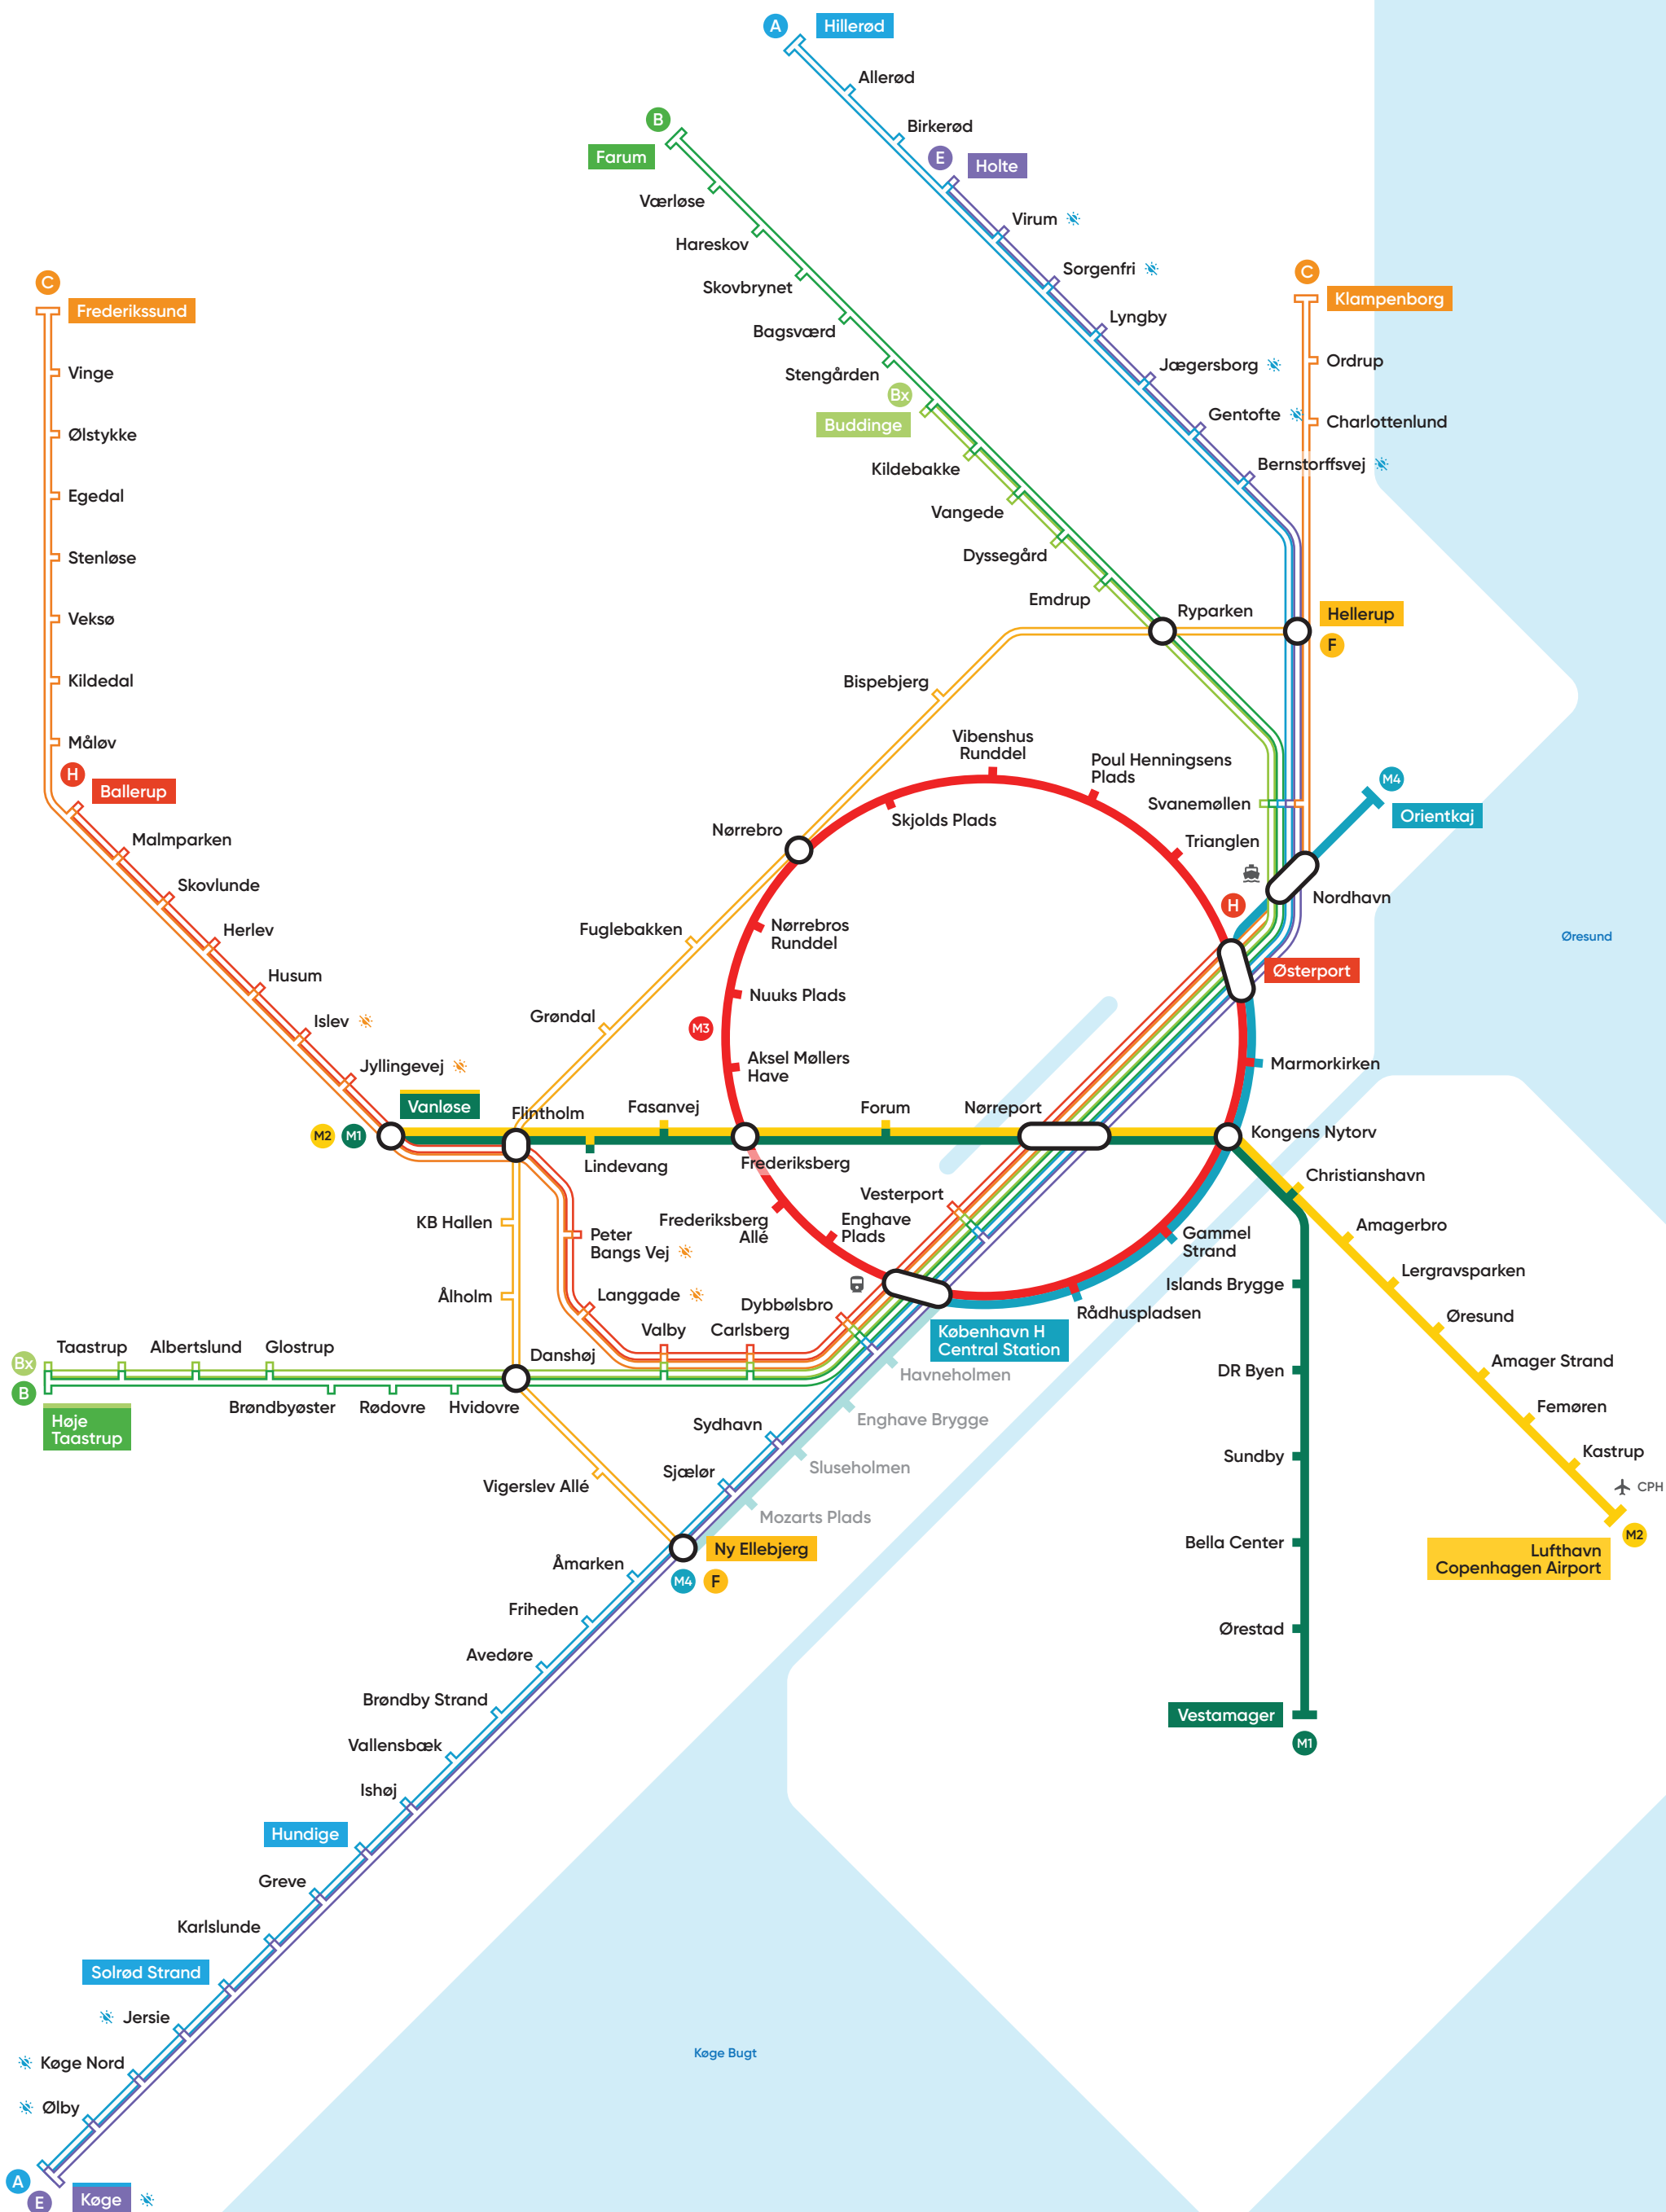 A
Hillerød
Allerød
Birkerød
E
Holte
Virum
Sorgenfri
Lyngby
Jægersborg
Gentofte
Bernstorffsvej
B
Farum
Værløse
Hareskov
Skovbrynet
Bagsværd
Stengården
Bx
Buddinge
Kildebakke
Vangede
Dyssegård
Emdrup
Ryparken
C
Klampenborg
Ordrup
Charlottenlund
Hellerup
F
C
Frederikssund
Vinge
Ølstykke
Egedal
Stenløse
Veksø
Kildedal
Måløv
H
Ballerup
Malmparken
Skovlunde
Herlev
Husum
Islev
Jyllingevej
Vanløse
M2
M1
Flintholm
Bispebjerg
Nørrebro
Fuglebakken
Grøndal
Vibenshus
Runddel
Poul Henningsens
Plads
Skjolds Plads
Svanemøllen
Trianglen
M4
Orientkaj
Nordhavn
H
Østerport
Øresund
Nørrebros
Runddel
Nuuks Plads
M3
Aksel Møllers
Have
Marmorkirken
Fasanvej
Forum
Nørreport
Kongens Nytorv
Lindevang
Frederiksberg
Vesterport
Frederiksberg
Allé
Enghave
Plads
Gammel
Strand
Rådhuspladsen
København H
Central Station
KB Hallen
Ålholm
Peter
Bangs Vej
Langgade
Dybbølsbro
Valby
Carlsberg
Danshøj
Taastrup
Albertslund
Glostrup
Bx
B
Høje
Taastrup
Brøndbyøster
Rødovre
Hvidovre
Vigerslev Allé
Havneholmen
Enghave Brygge
Sluseholmen
Mozarts Plads
Sydhavn
Sjælør
Ny Ellebjerg
M4
F
Åmarken
Friheden
Avedøre
Brøndby Strand
Vallensbæk
Ishøj
Hundige
Greve
Karlslunde
Solrød Strand
Jersie
Køge Nord
Ølby
A
E
Køge
Christianshavn
Amagerbro
Lergravsparken
Øresund
Amager Strand
Femøren
Kastrup
CPH
M2
Lufthavn
Copenhagen Airport
Islands Brygge
DR Byen
Sundby
Bella Center
Ørestad
Vestamager
M1
Køge Bugt